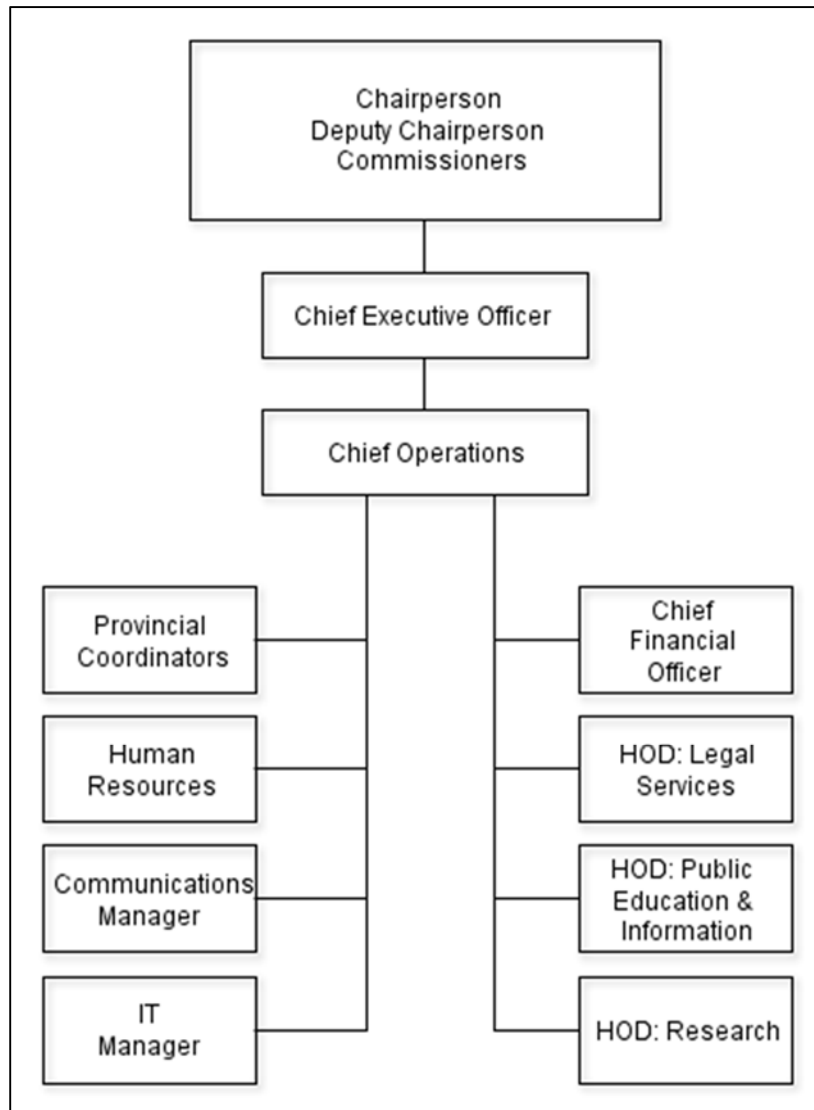 Chairperson
Deputy Chairperson
Commissioners
Chief Executive Officer
Chief Operations
Provincial
Coordinators
Human
Resources
Communications
Manager
IT
Manager
Chief
Financial
Officer
HOD: Legal
Services
HOD: Public
Education &
Information
HOD: Research